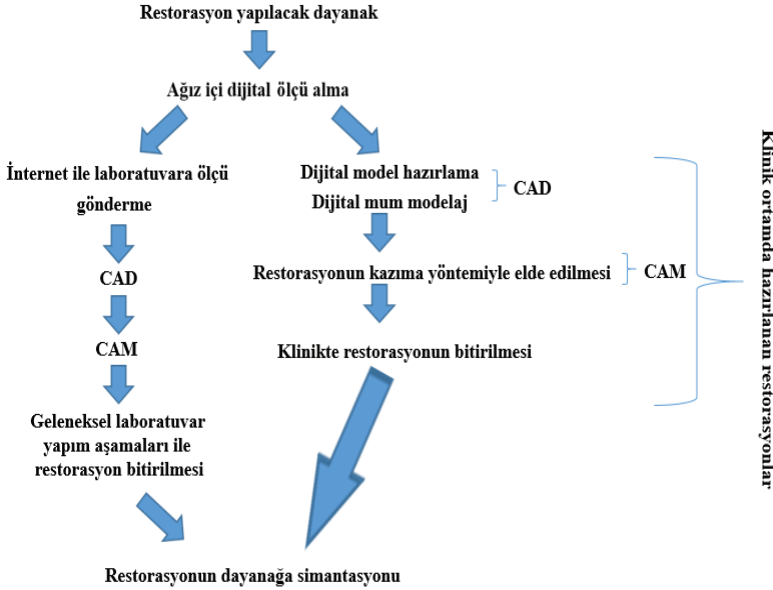 Restorasyon yapılacak dayanak
Ağız içi dijital ölçü alma
İnternet ile laboratuvara ölçü
gönderme
CAD
CAM
Geleneksel laboratuvar
yapım aşamaları ile
restorasyon bitirilmesi
Dijital model hazırlama
Dijital mum modelaj
CAD
Restorasyonun kazıma yöntemiyle elde edilmesi
CAM
Klinikte restorasyonun bitirilmesi
Klinik ortamda hazırlanan restorasyonlar
Restorasyonun dayanağa simantasyonu